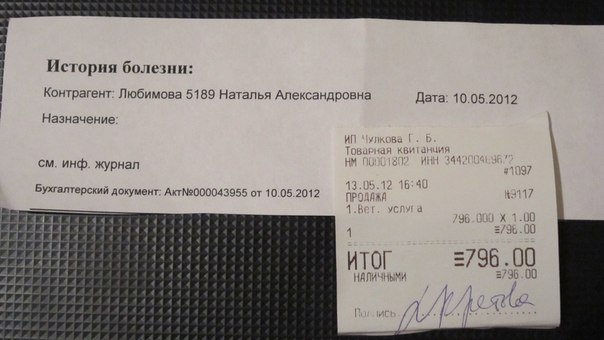 История болезни:
Контрагент: Любимова 5189 Наталья Александровна Дата: 10.05.2012
Назначение:
см. инф. журнал
Бухгалтерский документ: Акт№000043955 от 10.05.2012
ИП Чулкова Г. Б.
Товарная квитанция
НМ 00001802 ИНН 344200469672
#1097
13.05.12 16:40
ПРОДАЖА №9117
1.Вет. услуга
796.000 X 1.00
1 ≡796.00
ИТОГ ≡796.00
НАЛИЧНЫМИ ≡796.00
Подпись